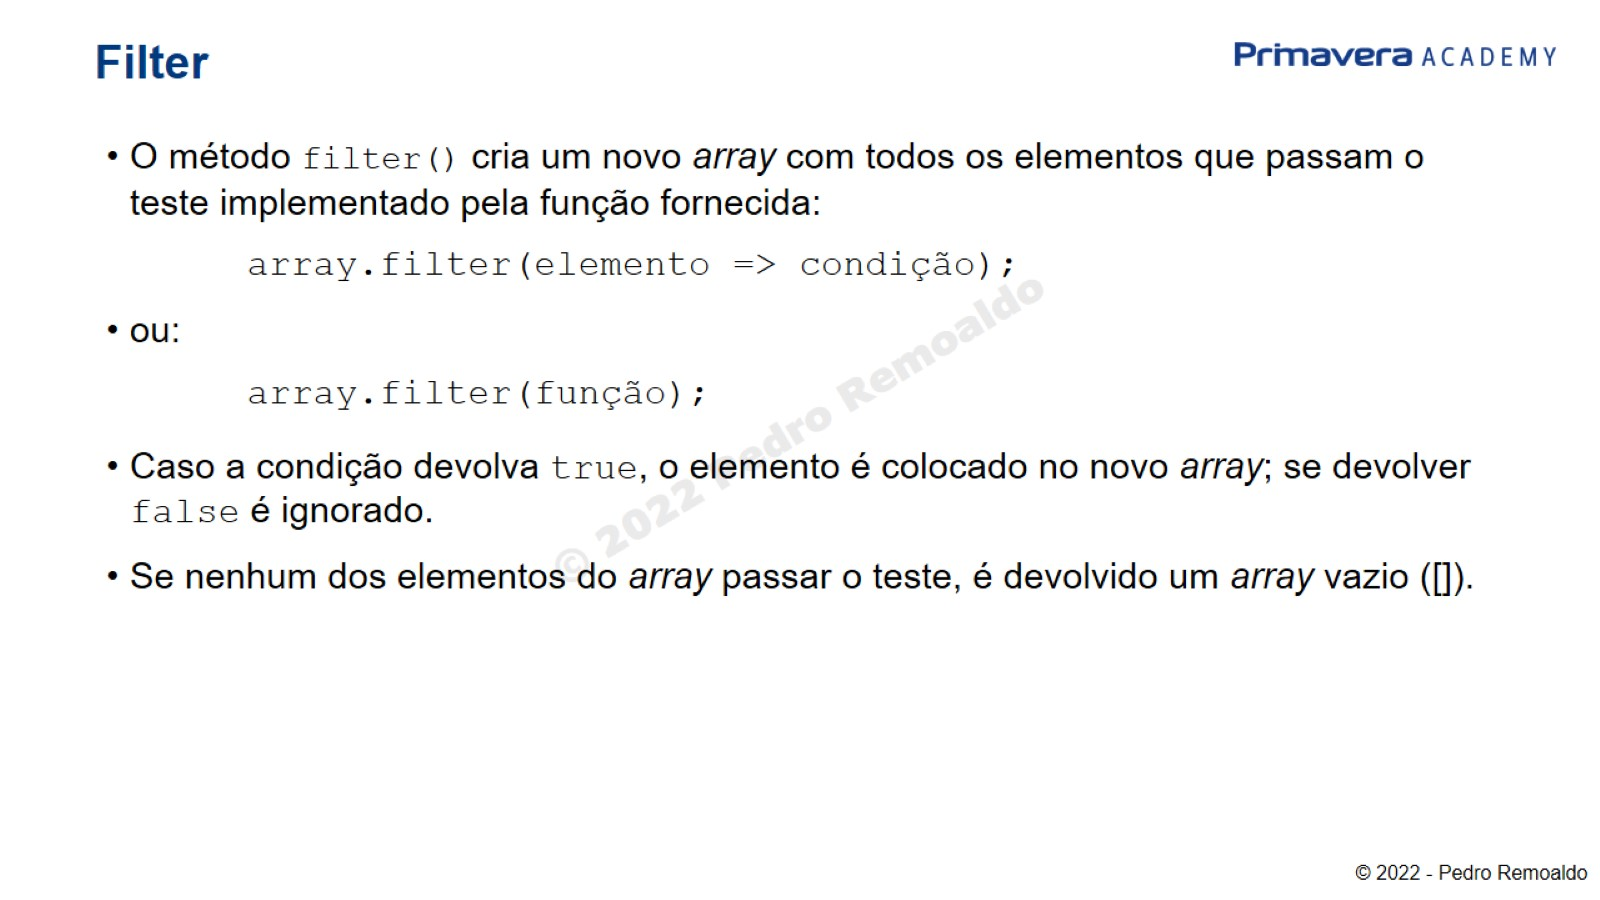 Filter
Primavera ACADEMY
• O método filter() cria um novo array com todos os elementos que passam o
teste implementado pela função fornecida:
array.filter(elemento => condição);
• ou:
array.filter(função);
• Caso a condição devolva true, o elemento é colocado no novo array; se devolver
false é ignorado.
• Se nenhum dos elementos do array passar o teste, é devolvido um array vazio ([]).
© 2022 Pedro Remoaldo
© 2022 - Pedro Remoaldo